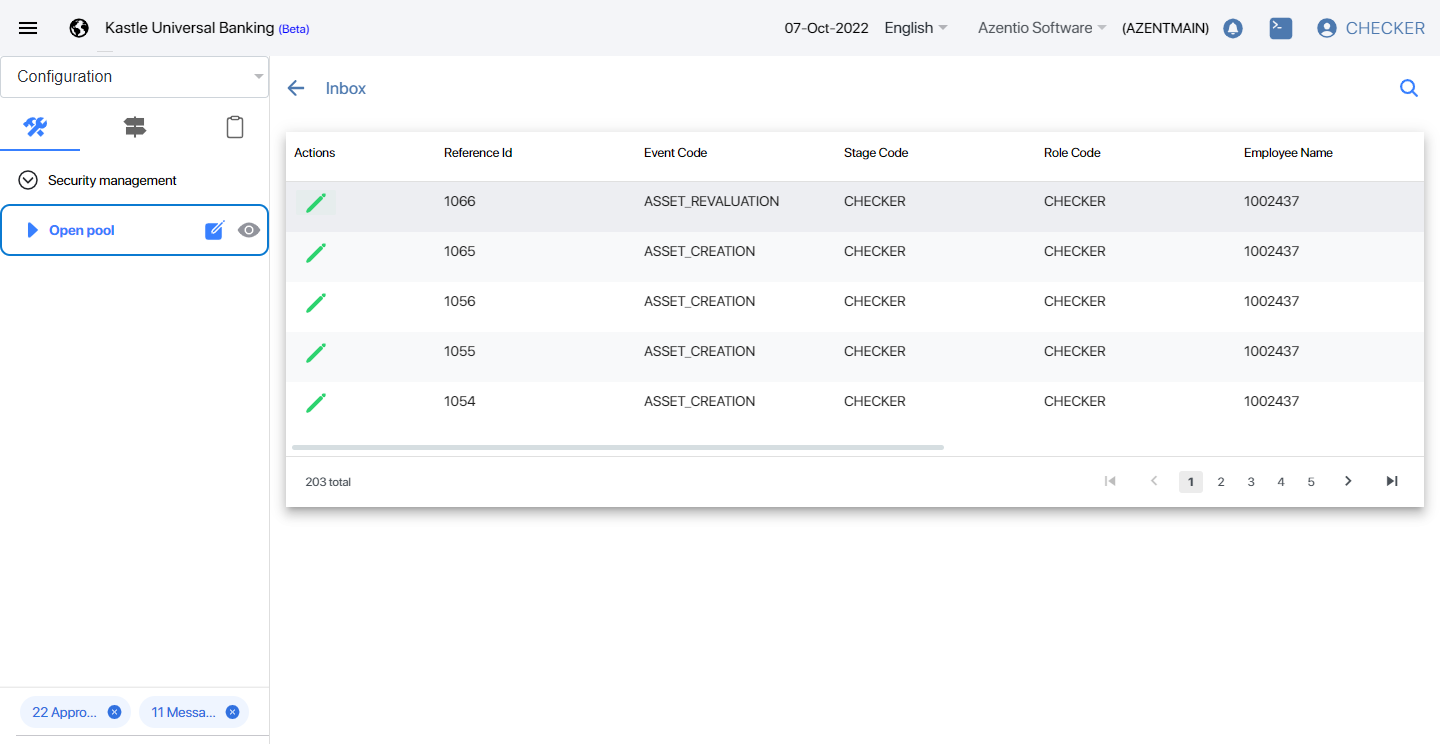 Kastle Universal Banking (Beta)
07-Oct-2022 English Azentio Software (AZENTMAIN) CHECKER
Configuration
Inbox
Security management
Open pool
Actions Reference Id Event Code Stage Code Role Code Employee Name
1066 ASSET_REVALUATION CHECKER CHECKER 1002437
1065 ASSET_CREATION CHECKER CHECKER 1002437
1056 ASSET_CREATION CHECKER CHECKER 1002437
1055 ASSET_CREATION CHECKER CHECKER 1002437
1054 ASSET_CREATION CHECKER CHECKER 1002437
203 total 1 2 3 4 5
22 Appro... 11 Messa...